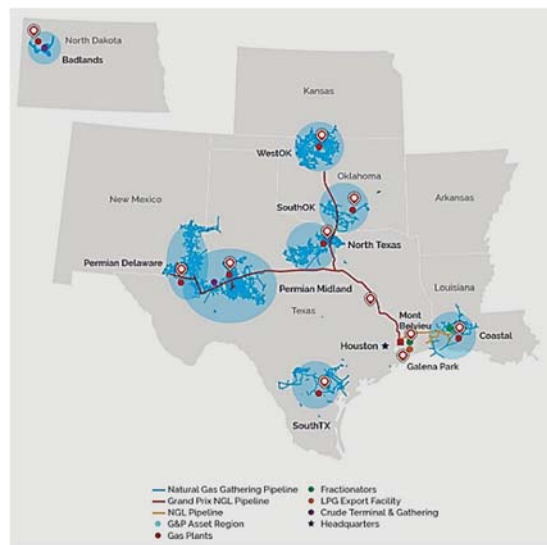 North Dakota
Badlands
Kansas
WestOK
Oklahoma
New Mexico
Arkansas
SouthOK
North Texas
Permian Delaware
Permian Midland
Texas
Louisiana
Mont
Belvieu
Houston
Coastal
Galena Park
SouthTX
Natural Gas Gathering Pipeline
Grand Prix NGL Pipeline
NGL Pipeline
G&P Asset Region
Gas Plants
Fractionators
LPG Export Facility
Crude Terminal & Gathering
Headquarters